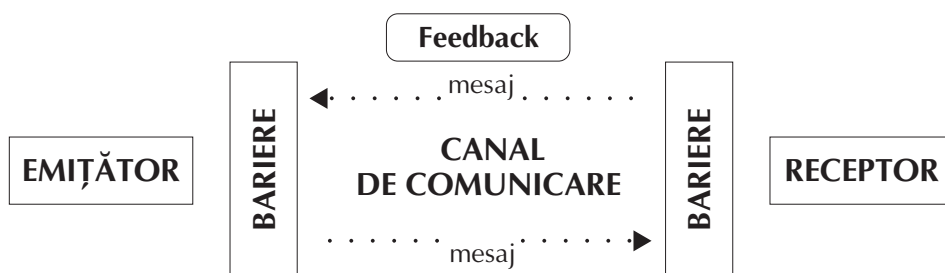 Feedback
mesaj
EMIȚĂTOR
BARIERE
CANAL
DE COMUNICARE
BARIERE
RECEPTOR
mesaj